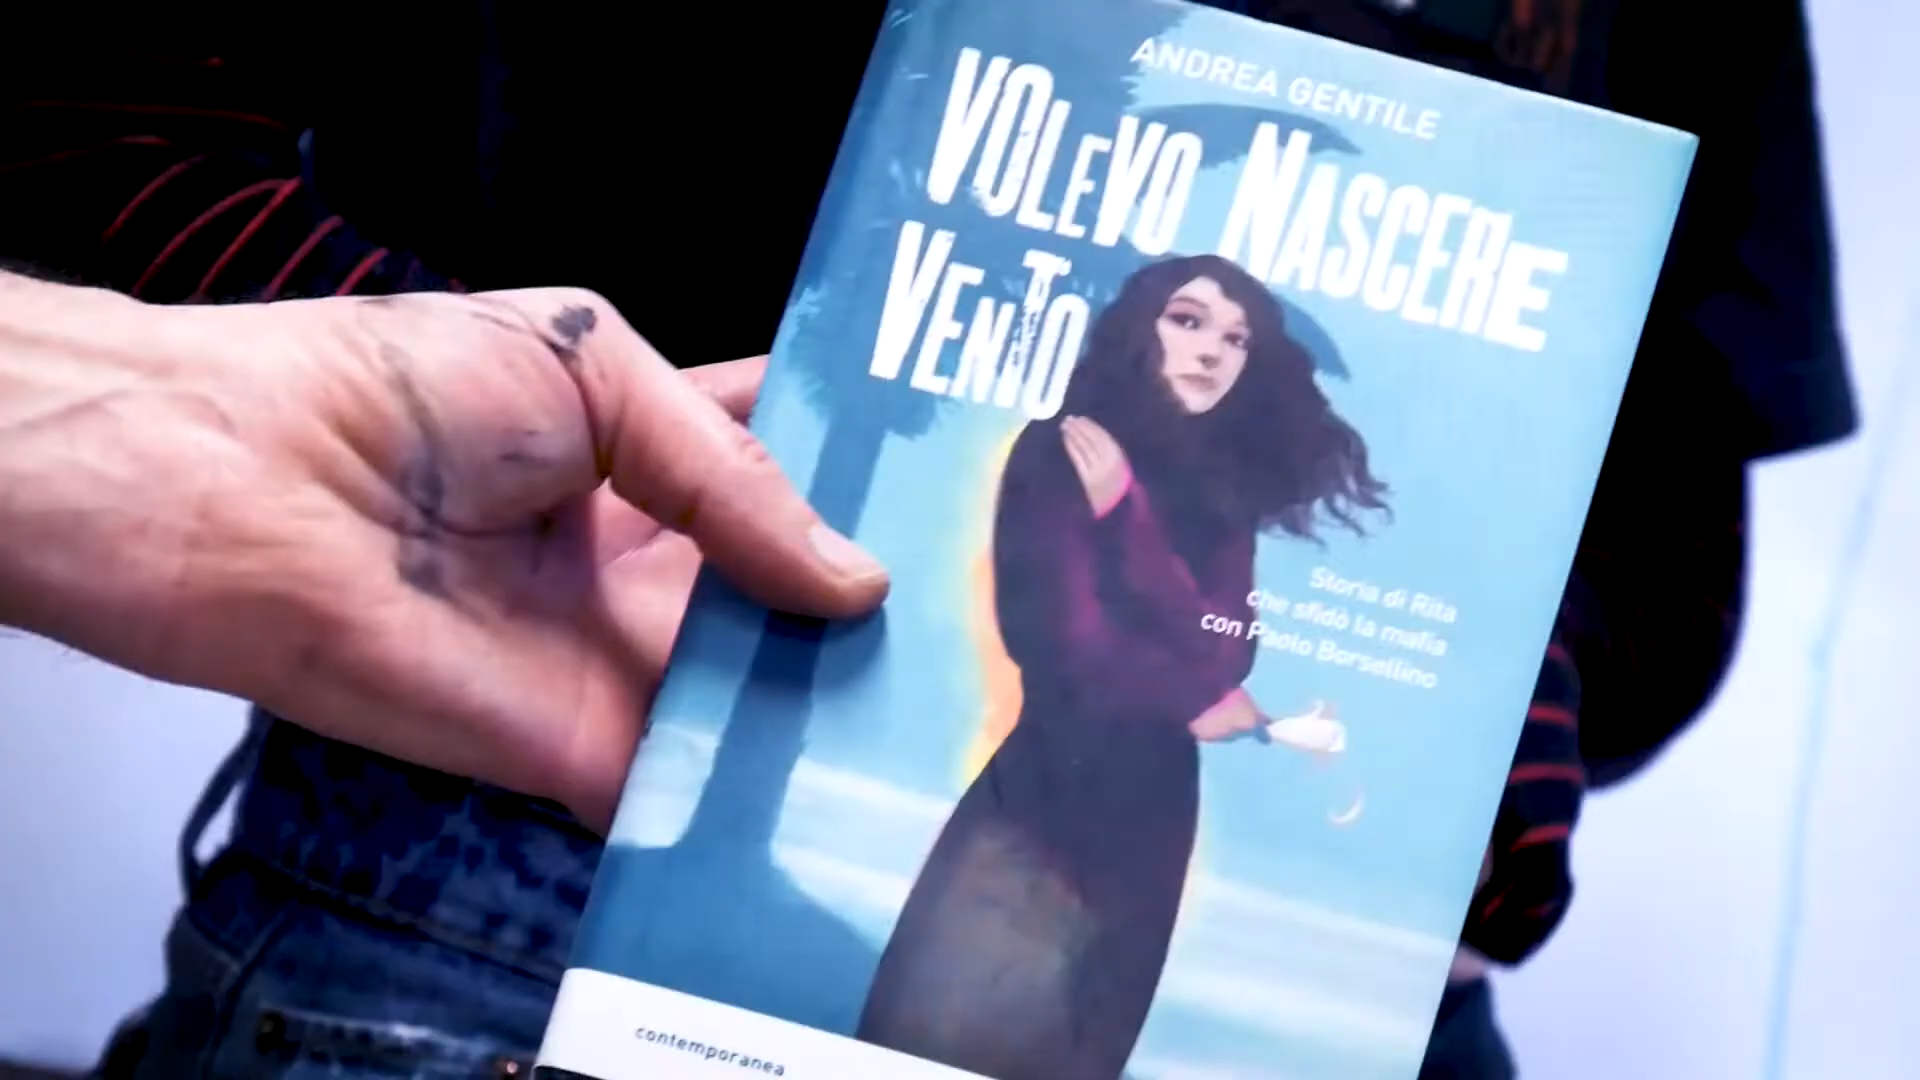 ANDREA GENTILE
VOLEVO NASCERE
VENTO
Storia di Rita
che sfidò la mafia
con Paolo Borsellino
contemporanea